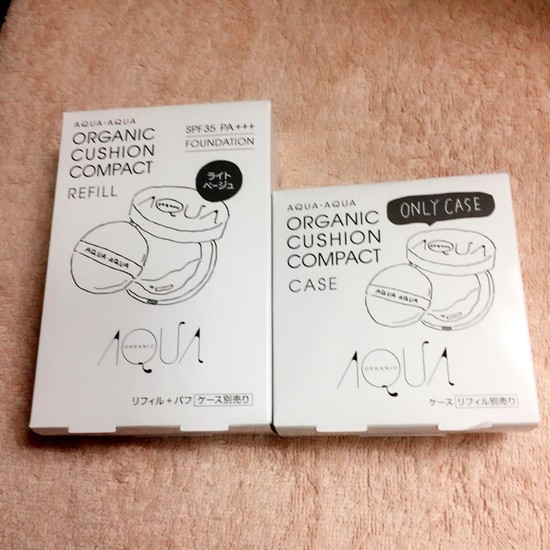 AQUA・AQUA
ORGANIC
CUSHION
COMPACT
REFILL
SPF35 PA+++
FOUNDATION
ライト
ベージュ
AQUA
AQUA AQUA
AQUA
ORGANIC
リフィル+パフ ケース別売り
AQUA・AQUA
ORGANIC
CUSHION
COMPACT
CASE
ONLY CASE
AQUA
AQUA AQUA
AQUA
ORGANIC
ケース リフィル別売り